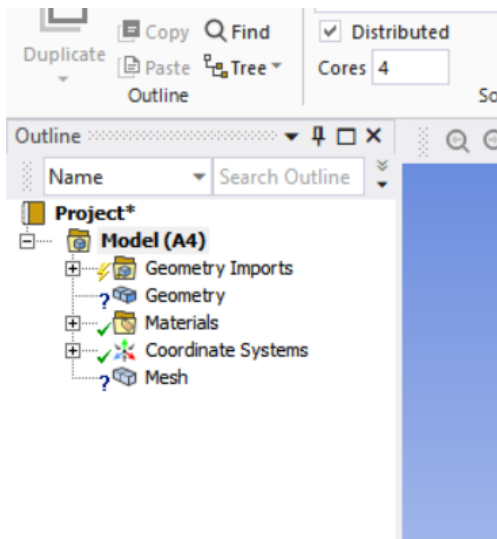 Copy
Find
Distributed
Duplicate
Paste
Tree
Cores 4
Outline
So
Outline
Name
Search Outline
Project*
Model (A4)
Geometry Imports
Geometry
Materials
Coordinate Systems
Mesh